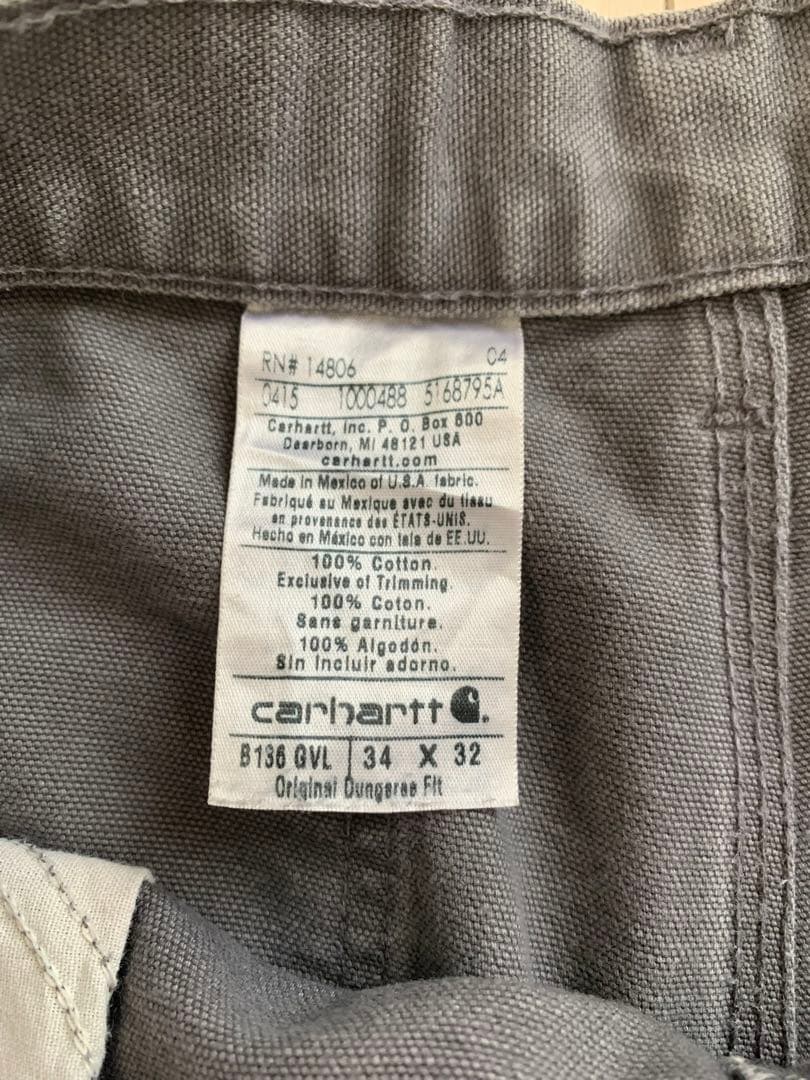 RN# 14806 04
0415 1000488 5168795A
Carhartt, Inc. P. O. Box 600
Dearborn, MI 48121 USA
carhartt.com
Made in Mexico of U.S.A. fabric.
Fabriqué au Mexique avec du tissu
en provenance des ÉTATS-UNIS.
Hecho en México con tela de EE.UU.
100% Cotton.
Exclusive of Trimming.
100% Coton.
Sans garniture.
100% Algodón.
Sin incluir adorno.
carhartt
B136 GVL 34 X 32
Original Dungaree Fit